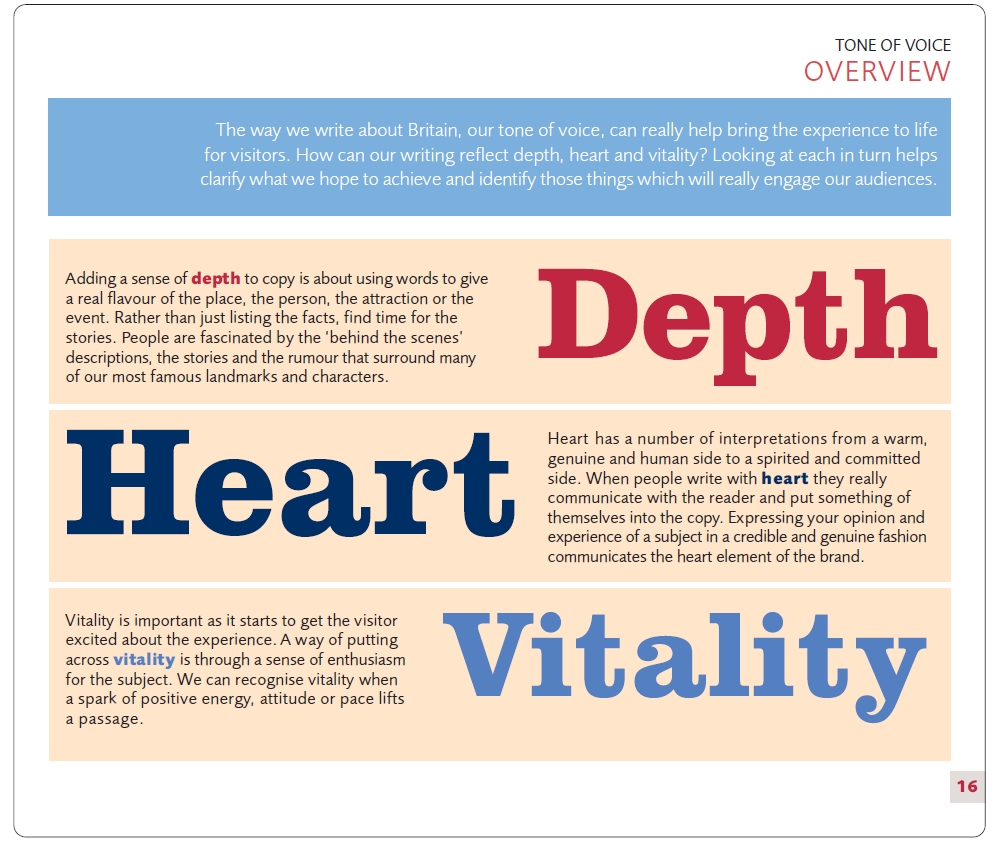 TONE OF VOICE
OVERVIEW
The way we write about Britain, our tone of voice, can really help bring the experience to life
for visitors. How can our writing reflect depth, heart and vitality? Looking at each in turn helps
clarify what we hope to achieve and identify those things which will really engage our audiences.
Adding a sense of depth to copy is about using words to give
a real flavour of the place, the person, the attraction or the
event. Rather than just listing the facts, find time for the
stories. People are fascinated by the ‘behind the scenes’
descriptions, the stories and the rumour that surround many
of our most famous landmarks and characters.
Depth
Heart
Heart has a number of interpretations from a warm,
genuine and human side to a spirited and committed
side. When people write with heart they really
communicate with the reader and put something of
themselves into the copy. Expressing your opinion and
experience of a subject in a credible and genuine fashion
communicates the heart element of the brand.
Vitality is important as it starts to get the visitor
excited about the experience. A way of putting
across vitality is through a sense of enthusiasm
for the subject. We can recognise vitality when
a spark of positive energy, attitude or pace lifts
a passage.
Vitality
16